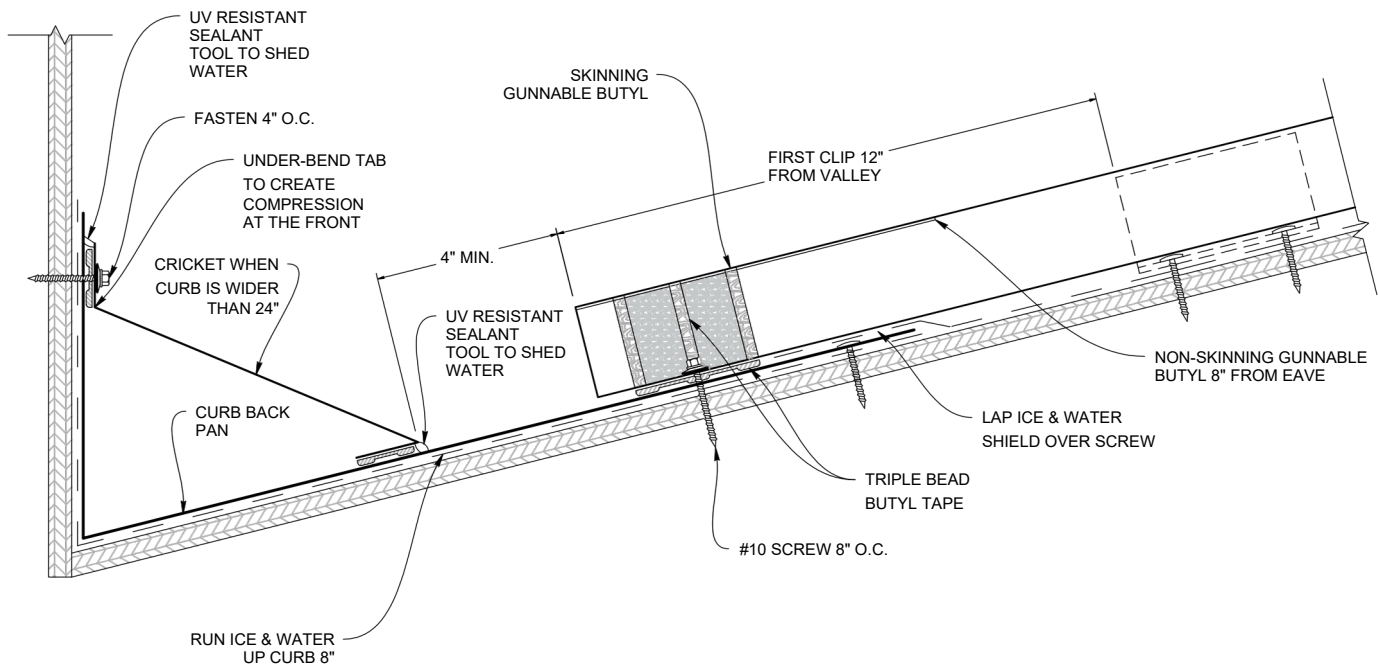 UV RESISTANT
SEALANT
TOOL TO SHED
WATER
FASTEN 4" O.C.
UNDER-BEND TAB
TO CREATE
COMPRESSION
AT THE FRONT
CRICKET WHEN
CURB IS WIDER
THAN 24"
CURB BACK
PAN
RUN ICE & WATER
UP CURB 8"
4" MIN.
UV RESISTANT
SEALANT
TOOL TO SHED
WATER
SKINNING
GUNNABLE BUTYL
FIRST CLIP 12"
FROM VALLEY
NON-SKINNING GUNNABLE
BUTYL 8" FROM EAVE
LAP ICE & WATER
SHIELD OVER SCREW
TRIPLE BEAD
BUTYL TAPE
#10 SCREW 8" O.C.